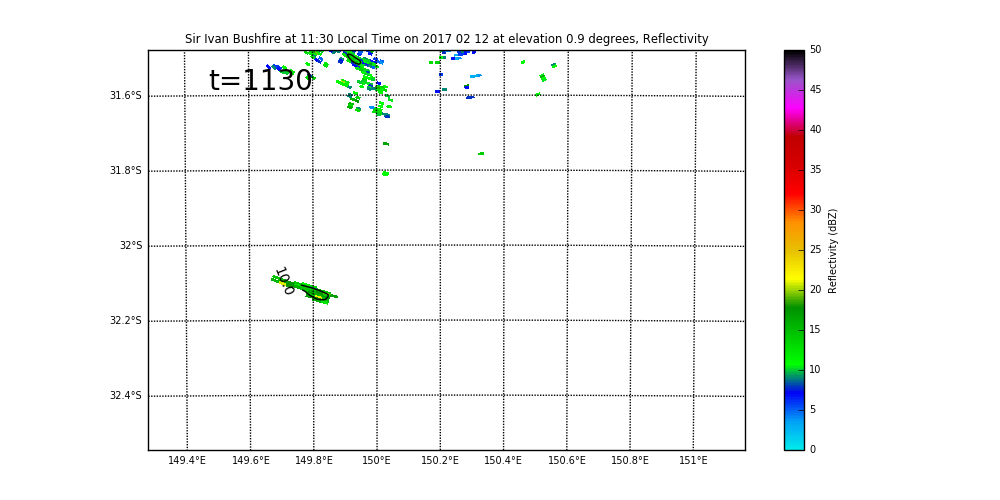 Sir Ivan Bushfire at 11:30 Local Time on 2017 02 12 at elevation 0.9 degrees, Reflectivity
t=1130
31.6°S
31.8°S
32°S
32.2°S
32.4°S
10.0
149.4°E 149.6°E 149.8°E 150°E 150.2°E 150.4°E 150.6°E 150.8°E 151°E
50
45
40
35
30
25
20
15
10
5
0
Reflectivity (dBZ)